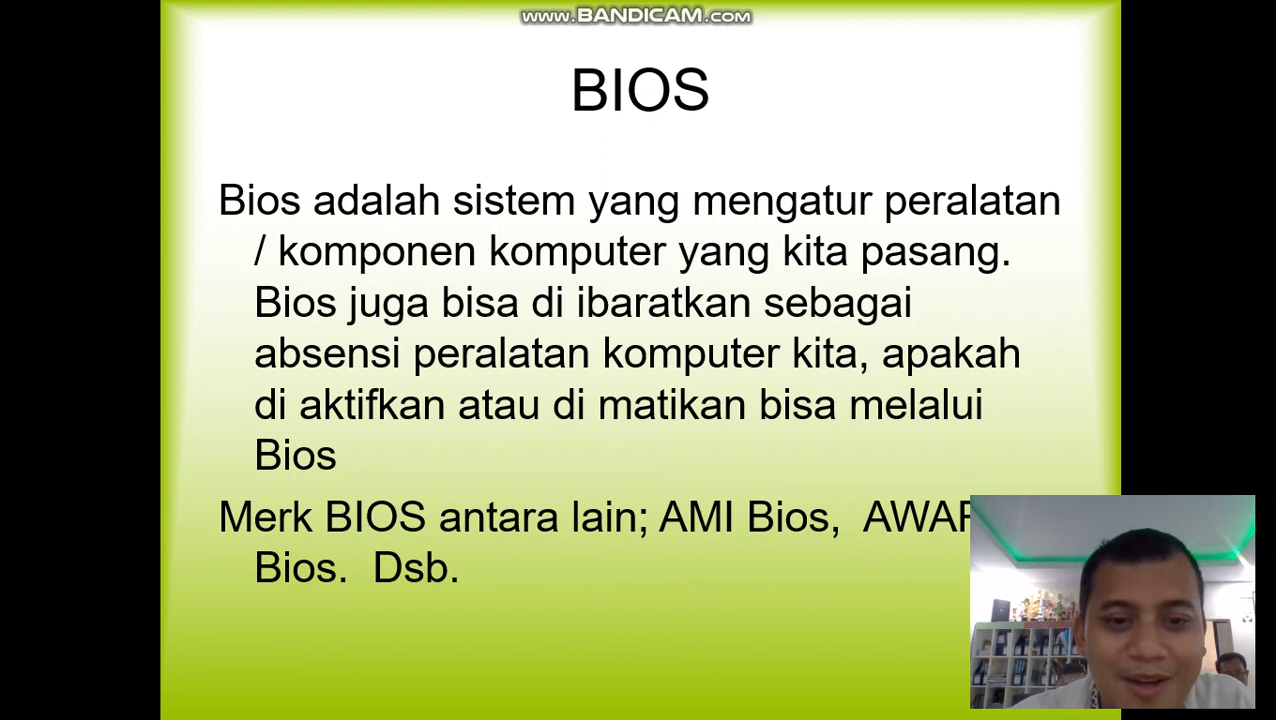 www.BANDICAM.com
BIOS
Bios adalah sistem yang mengatur peralatan
/ komponen komputer yang kita pasang.
Bios juga bisa di ibaratkan sebagai
absensi peralatan komputer kita, apakah
di aktifkan atau di matikan bisa melalui
Bios
Merk BIOS antara lain; AMI Bios,
Bios. Dsb.